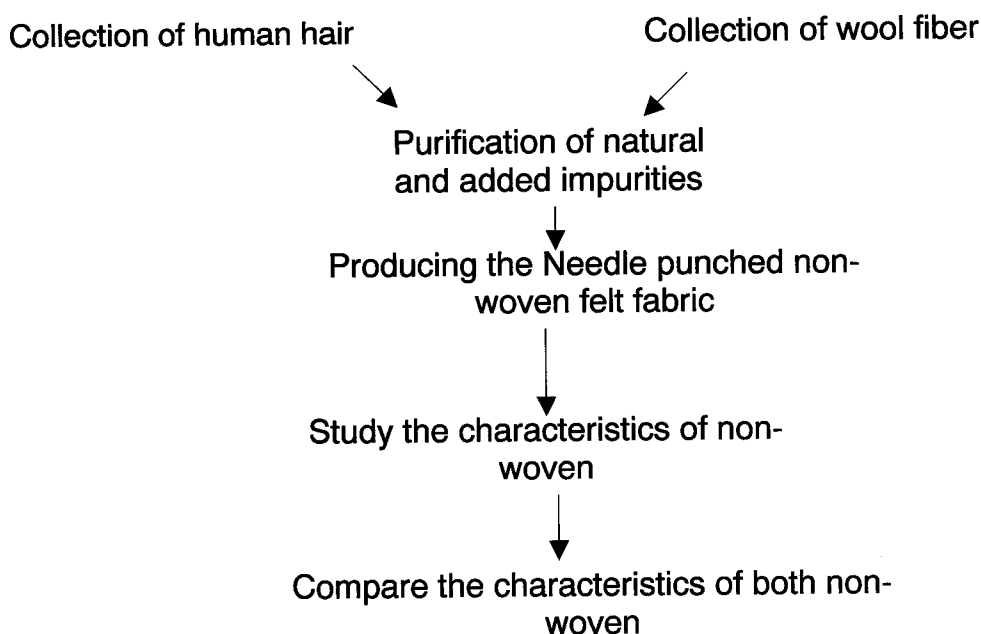 Collection of human hair
Collection of wool fiber
Purification of natural
and added impurities
Producing the Needle punched non-
woven felt fabric
Study the characteristics of non-
woven
Compare the characteristics of both non-
woven